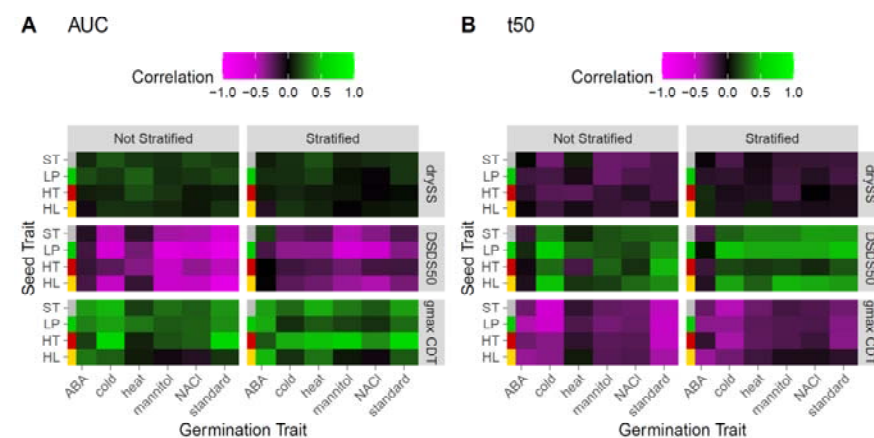 A AUC
Correlation
−1.0 −0.5 0.0 0.5 1.0
Not Stratified Stratified
ST
LP
HT
HL
drySS
ST
LP
HT
HL
DSDS50
ST
LP
HT
HL
gmax CDT
Seed Trait
ABA cold heat mannitol NACl standard
ABA cold heat mannitol NACl standard
Germination Trait
B t50
Correlation
−1.0 −0.5 0.0 0.5 1.0
Not Stratified Stratified
ST
LP
HT
HL
drySS
ST
LP
HT
HL
DSDS50
ST
LP
HT
HL
gmax CDT
Seed Trait
ABA cold heat mannitol NACl standard
ABA cold heat mannitol NACl standard
Germination Trait